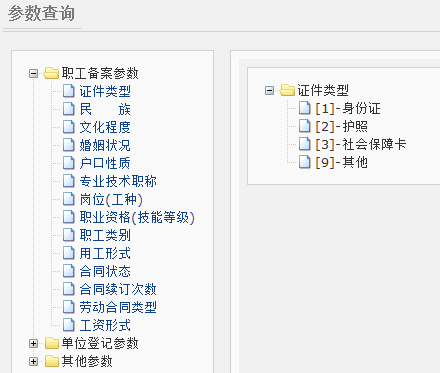 参数查询
职工备案参数
证件类型
民　　族
文化程度
婚姻状况
户口性质
专业技术职称
岗位(工种)
职业资格(技能等级)
职工类别
用工形式
合同状态
合同续订次数
劳动合同类型
工资形式
单位登记参数
其他参数
证件类型
[1]-身份证
[2]-护照
[3]-社会保障卡
[9]-其他